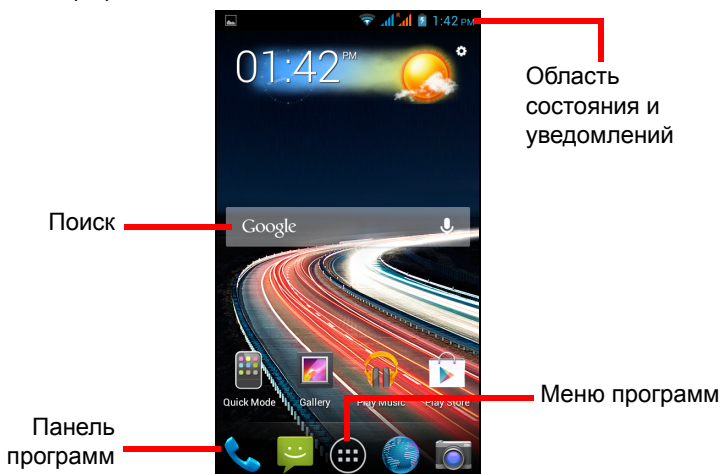 1:42 PM
01:42 PM
Область
состояния и
уведомлений
Поиск
Google
Quick Mode
Gallery
Play Music
Play Store
Меню программ
Панель
программ